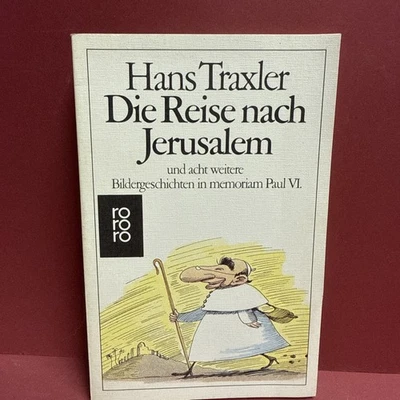 Hans Traxler
Die Reise nach
Jerusalem
und acht weitere
Bildergeschichten in memoriam Paul VI.
ro
ro
ro